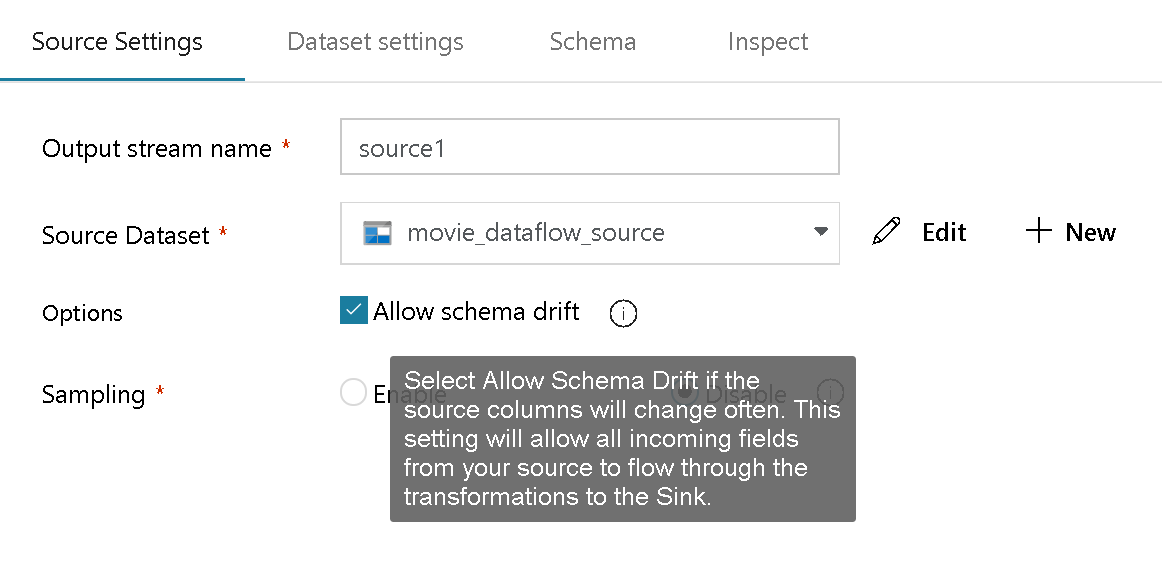 Source Settings Dataset settings Schema Inspect
Output stream name * source1
Source Dataset * movie_dataflow_source Edit + New
Options Allow schema drift
Sampling * Enable Disable
Select Allow Schema Drift if the
source columns will change often. This
setting will allow all incoming fields
from your source to flow through the
transformations to the Sink.